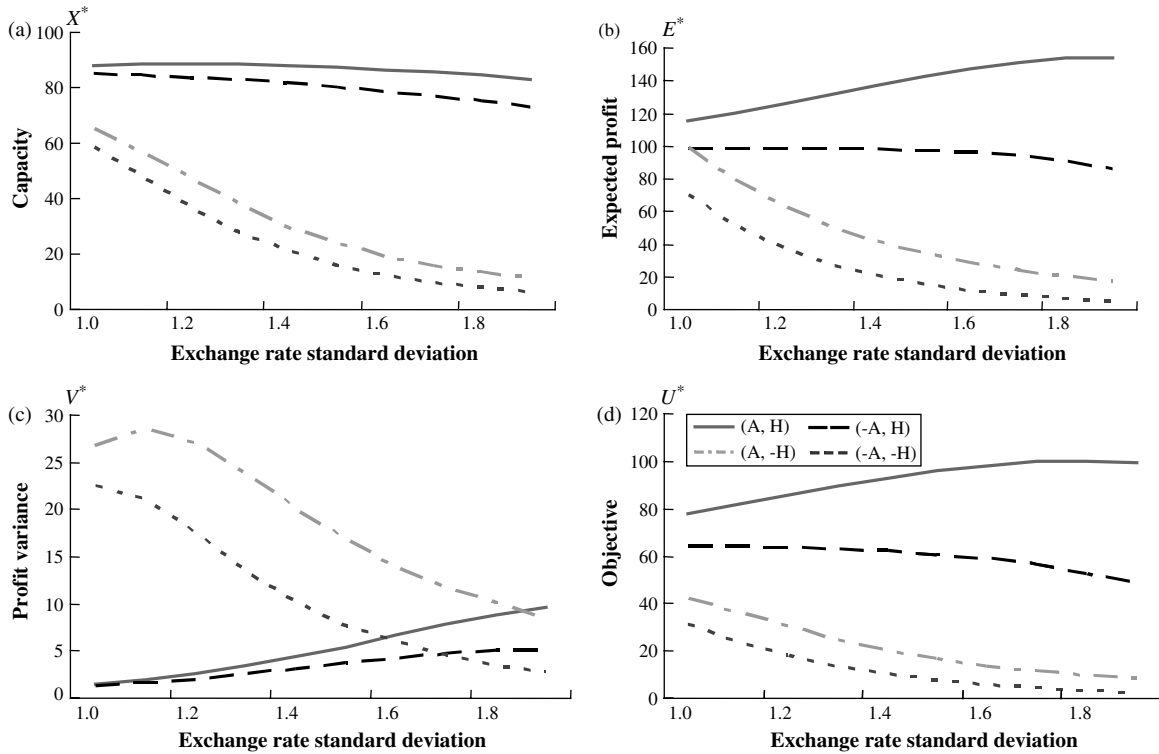 (a)
X*
100
80
60
40
20
0
Capacity
1.0 1.2 1.4 1.6 1.8
Exchange rate standard deviation
(b)
E*
160
140
120
100
80
60
40
20
0
Expected profit
1.0 1.2 1.4 1.6 1.8
Exchange rate standard deviation
(c)
V*
30
25
20
15
10
5
0
Profit variance
1.0 1.2 1.4 1.6 1.8
Exchange rate standard deviation
(d)
U*
120
100
80
60
40
20
0
Objective
(A, H) (-A, H)
(A, -H) (-A, -H)
1.0 1.2 1.4 1.6 1.8
Exchange rate standard deviation